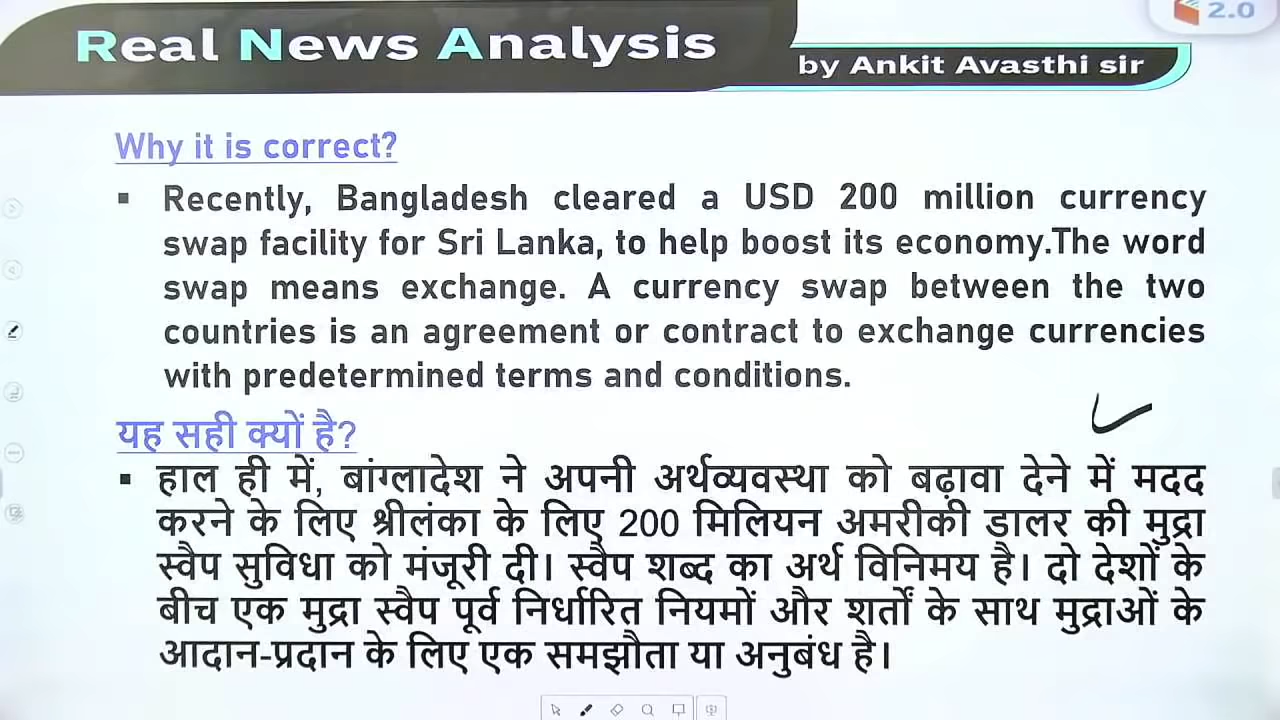 Real News Analysis
2.0
by Ankit Avasthi sir
Why it is correct?
▪ Recently, Bangladesh cleared a USD 200 million currency
swap facility for Sri Lanka, to help boost its economy.The word
swap means exchange. A currency swap between the two
countries is an agreement or contract to exchange currencies
with predetermined terms and conditions.
यह सही क्यों है?
▪ हाल ही में, बांग्लादेश ने अपनी अर्थव्यवस्था को बढ़ावा देने में मदद
करने के लिए श्रीलंका के लिए 200 मिलियन अमरीकी डालर की मुद्रा
स्वैप सुविधा को मंजूरी दी। स्वैप शब्द का अर्थ विनिमय है। दो देशों के
बीच एक मुद्रा स्वैप पूर्व निर्धारित नियमों और शर्तों के साथ मुद्राओं के
आदान-प्रदान के लिए एक समझौता या अनुबंध है।